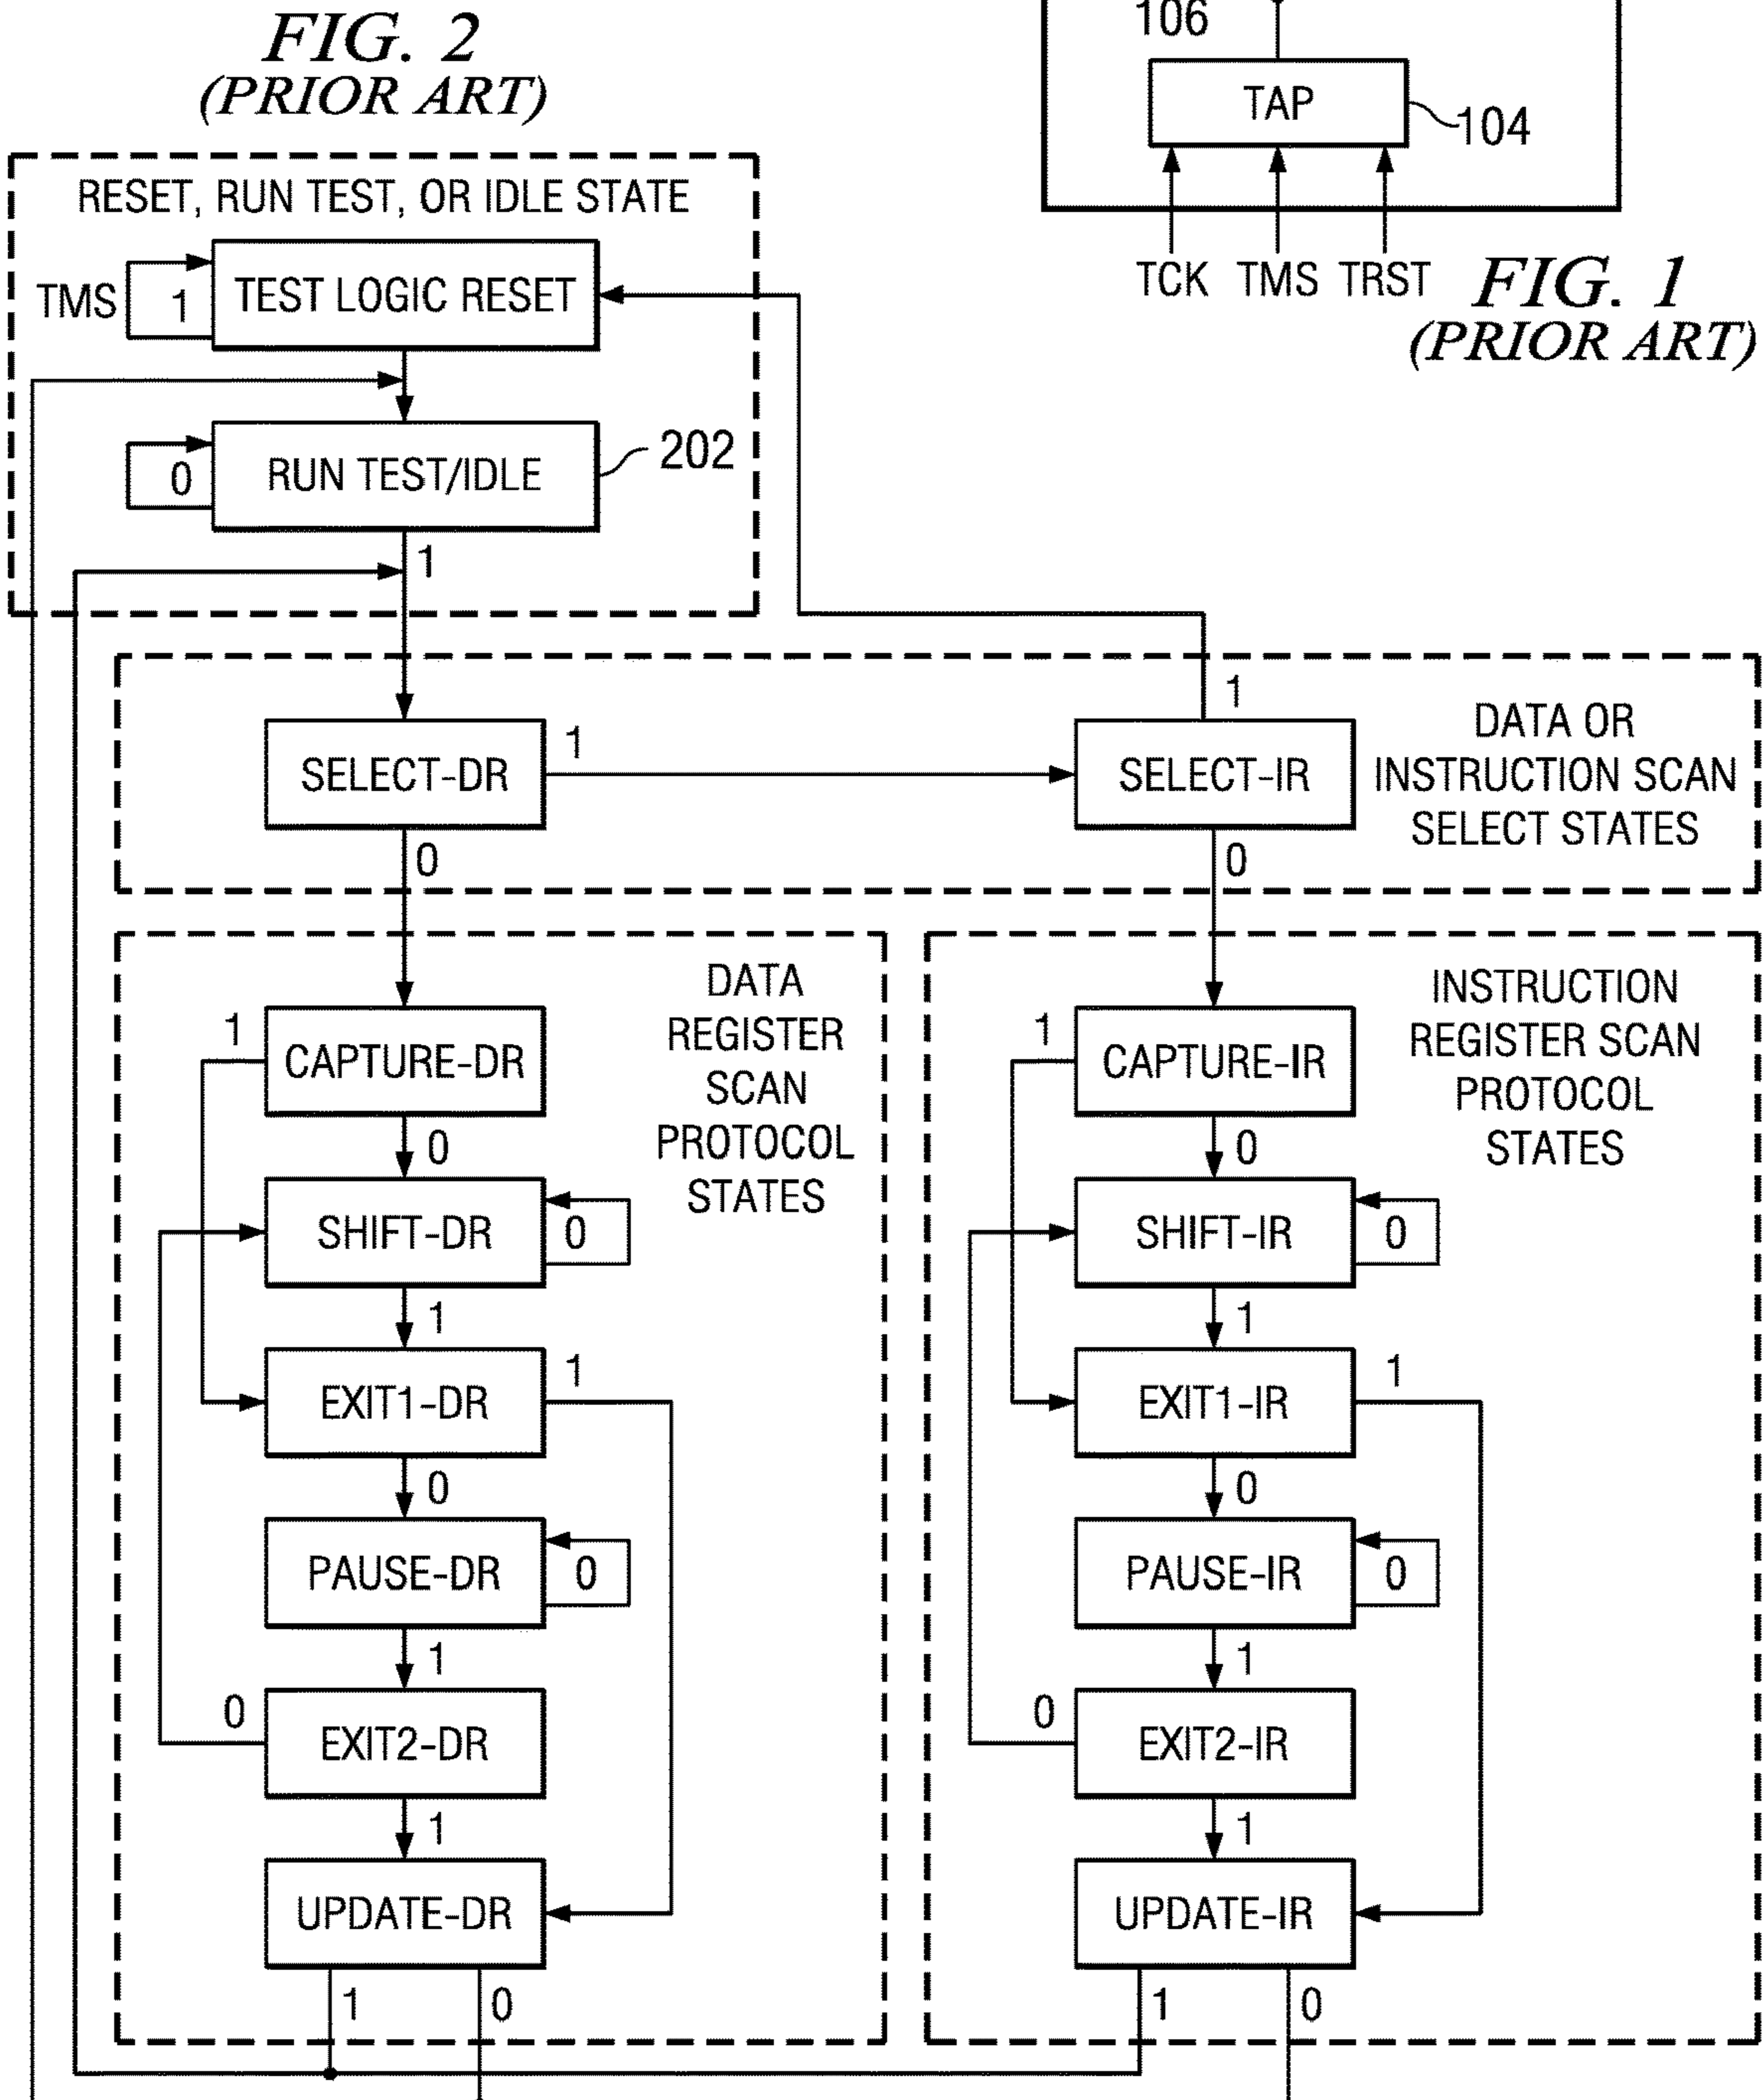 FIG. 2
(PRIOR ART)
106
TAP
104
TCK TMS TRST
FIG. 1
(PRIOR ART)
RESET, RUN TEST, OR IDLE STATE
TMS
1
TEST LOGIC RESET
0
RUN TEST/IDLE
202
1
SELECT-DR
1
0
1
SELECT-IR
0
DATA OR
INSTRUCTION SCAN
SELECT STATES
DATA
REGISTER
SCAN
PROTOCOL
STATES
1
CAPTURE-DR
0
SHIFT-DR
0
1
EXIT1-DR
1
0
PAUSE-DR
0
1
0
EXIT2-DR
1
UPDATE-DR
1
0
INSTRUCTION
REGISTER SCAN
PROTOCOL
STATES
1
CAPTURE-IR
0
SHIFT-IR
0
1
EXIT1-IR
1
0
PAUSE-IR
0
1
0
EXIT2-IR
1
UPDATE-IR
1
0